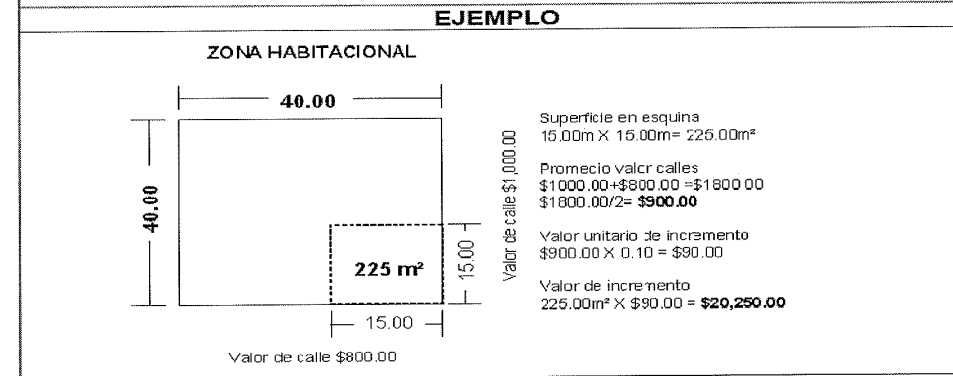 EJEMPLO
ZONA HABITACIONAL
40.00
40.00
225 m²
15.00
15.00
Valor de calle $800.00
Valor de calle $1,000.00
Superficie en esquina
15.00m X 15.00m= 225.00m²
Promecio valcr calles
$1000.00+$800.00 =$1800 00
$1800.00/2= $900.00
Valor unitario de incremento
$900.00 X 0.10 = $90.00
Valor de incremento
225.00m² X $90.00 = $20,250.00